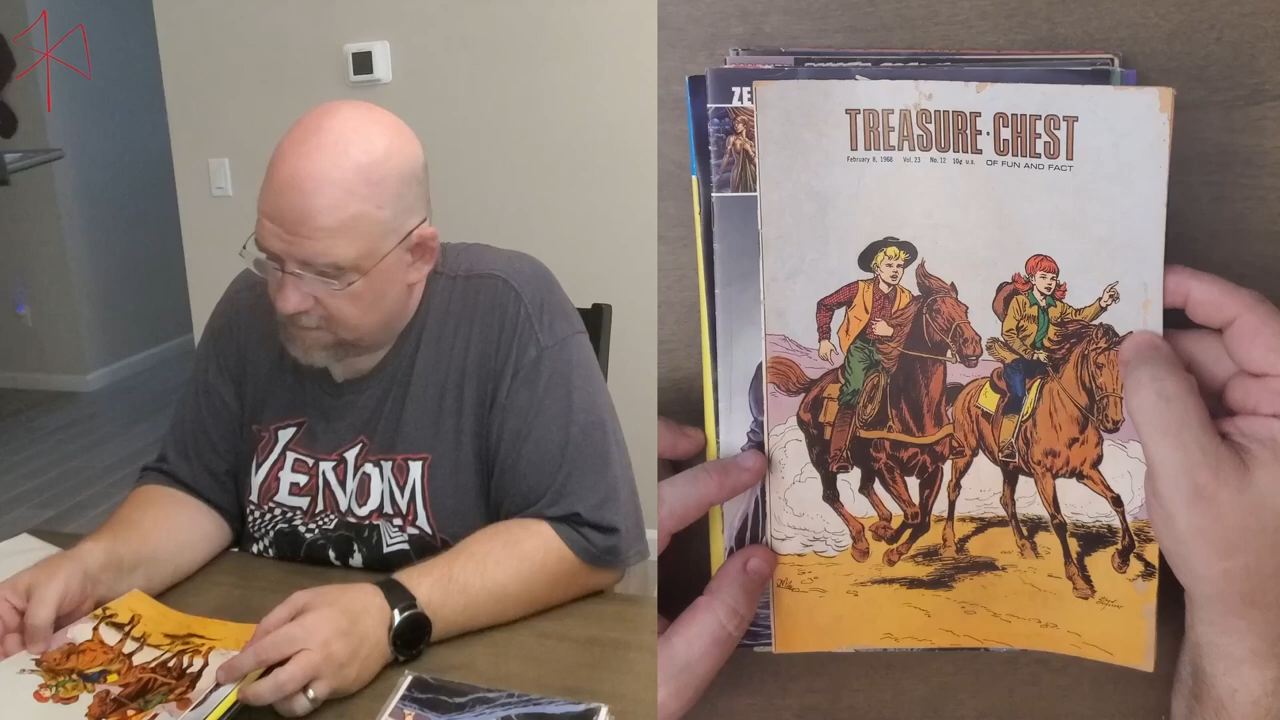 VENOM
ZE
TREASURE·CHEST
February 8, 1968 Vol. 23 No. 12 10¢ U.S. OF FUN AND FACT